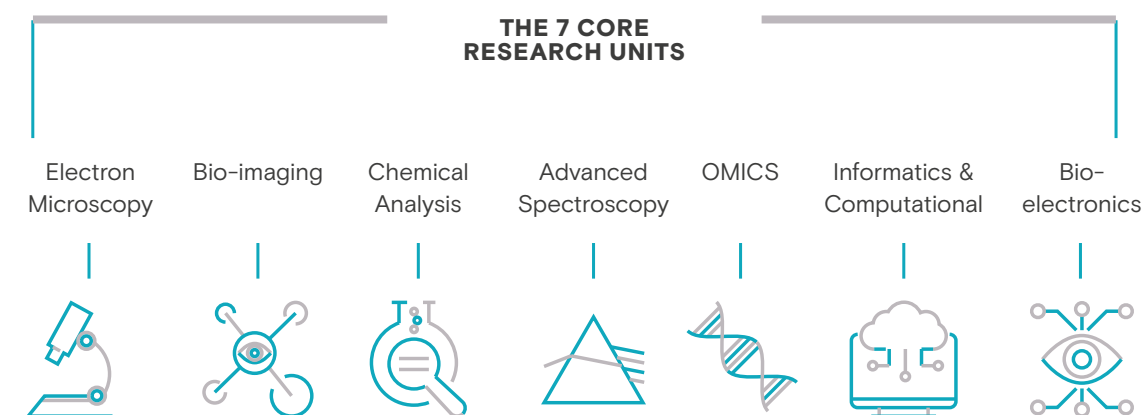 THE 7 CORE
RESEARCH UNITS
Electron
Microscopy
Bio-imaging
Chemical
Analysis
Advanced
Spectroscopy
OMICS
Informatics &
Computational
Bio-
electronics